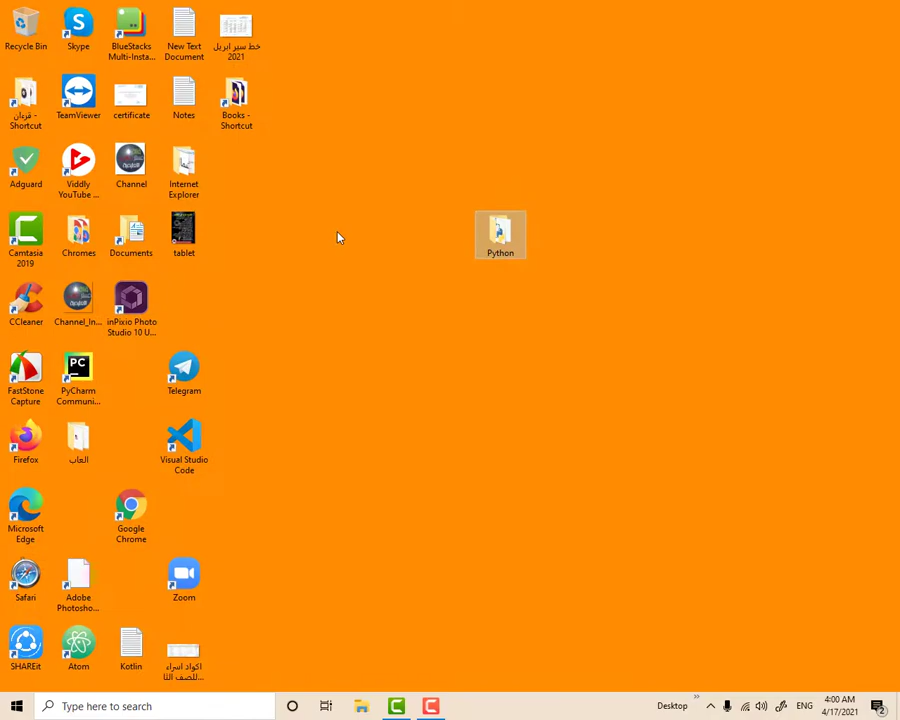 Recycle Bin
Skype
BlueStacks
Multi-Insta...
New Text
Document
خط سير ابريل
2021
قرءان -
Shortcut
TeamViewer
certificate
Notes
Books -
Shortcut
Adguard
Viddly
YouTube ...
Channel
Internet
Explorer
Camtasia
2019
Chromes
Documents
tablet
Python
CCleaner
Channel_In...
inPixio Photo
Studio 10 U...
FastStone
Capture
PC
PyCharm
Communi...
Telegram
Firefox
العاب
Visual Studio
Code
Microsoft
Edge
Google
Chrome
Safari
Adobe
Photosho...
Zoom
SHAREit
Atom
Kotlin
اكواد اسراء
للصف الثا...
Type here to search
Desktop
ENG
4:00 AM
4/17/2021
2